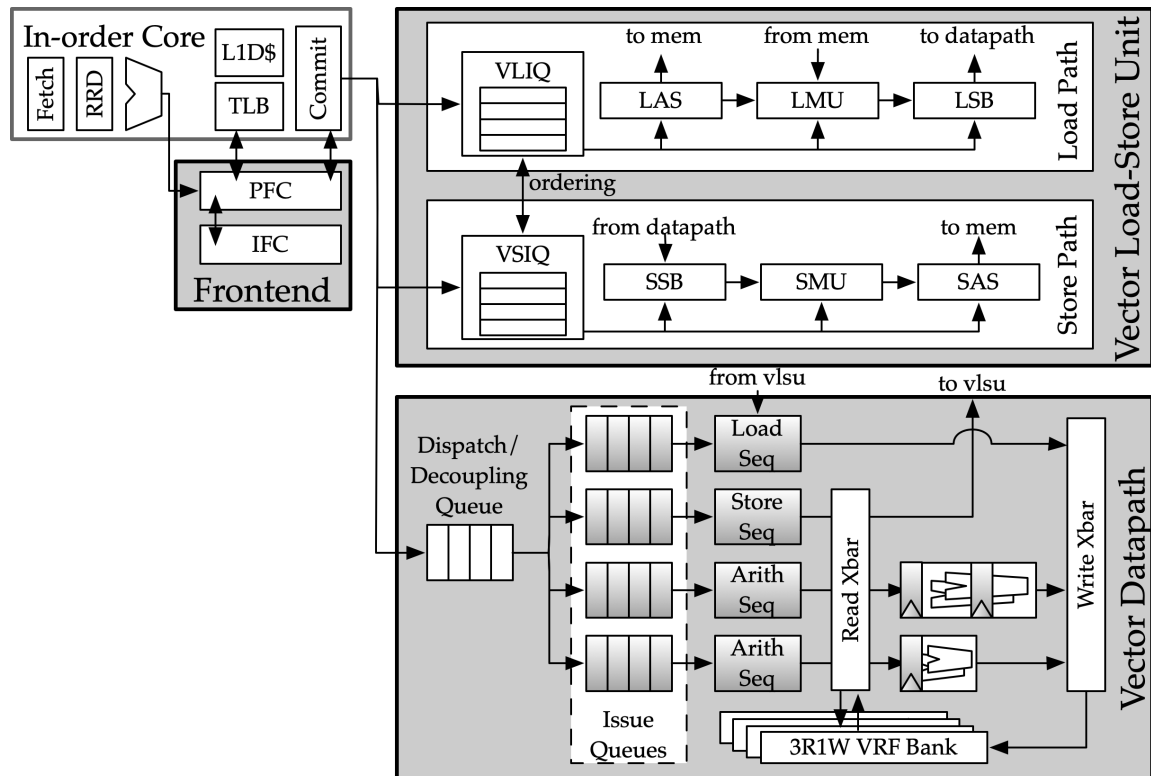 In-order Core
Fetch
RRD
L1D$
TLB
Commit
PFC
IFC
Frontend
VLIQ
to mem
from mem
to datapath
LAS
LMU
LSB
Load Path
ordering
VSIQ
from datapath
to mem
SSB
SMU
SAS
Store Path
Vector Load-Store Unit
from vlsu
to vlsu
Dispatch/
Decoupling
Queue
Load
Seq
Store
Seq
Arith
Seq
Arith
Seq
Issue
Queues
Read Xbar
Write Xbar
3R1W VRF Bank
Vector Datapath